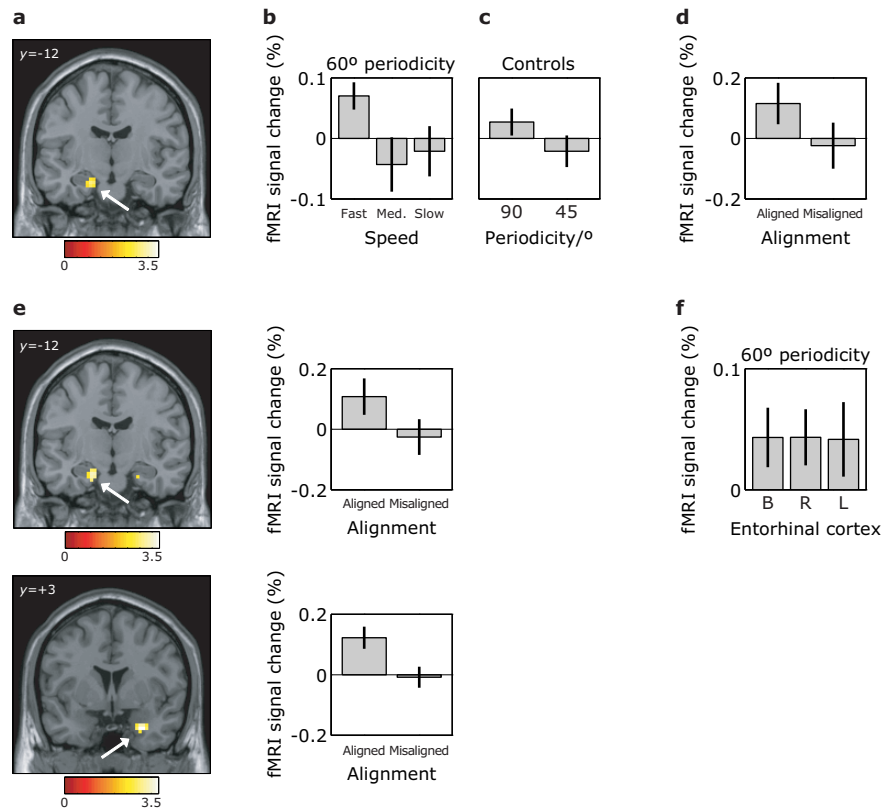 a
y=-12
0 3.5
b
fMRI signal change (%)
60º periodicity
0.1
0
-0.1
Fast Med. Slow
Speed
c
Controls
90 45
Periodicity/º
d
fMRI signal change (%)
0.2
0
-0.2
Aligned Misaligned
Alignment
e
y=-12
0 3.5
fMRI signal change (%)
0.2
0
-0.2
Aligned Misaligned
Alignment
y=+3
0 3.5
fMRI signal change (%)
0.2
0
-0.2
Aligned Misaligned
Alignment
f
fMRI signal change (%)
60º periodicity
0.1
0
B R L
Entorhinal cortex